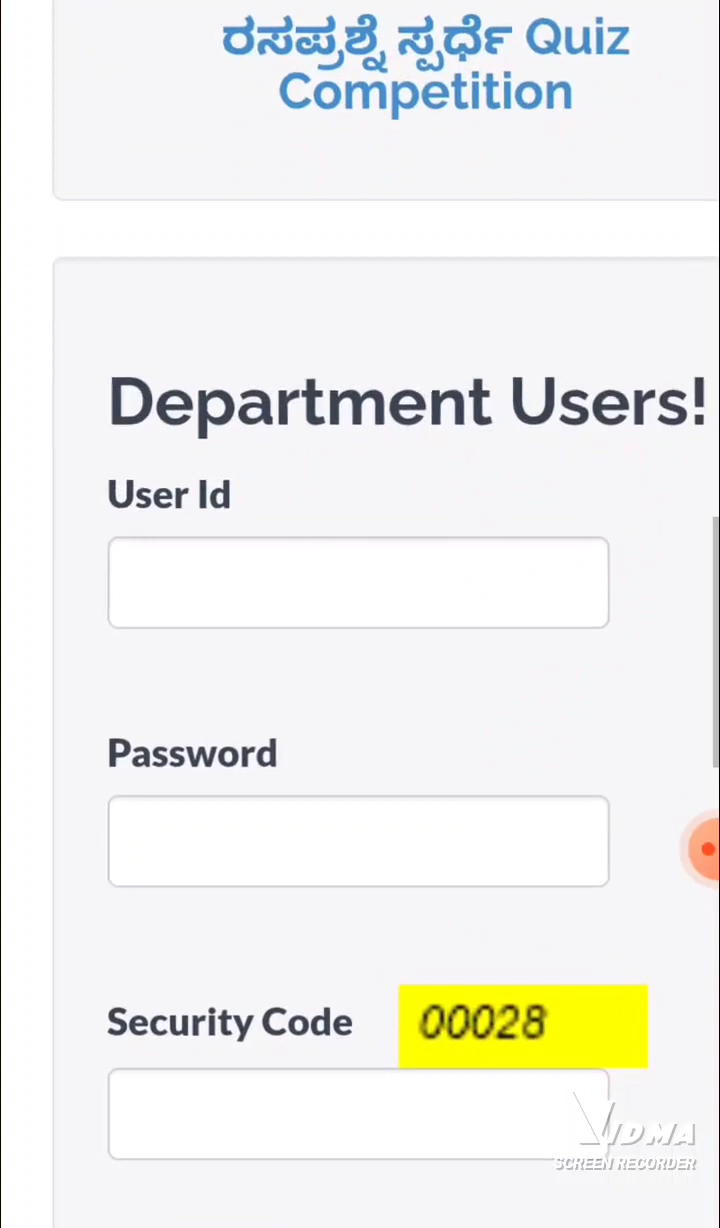 ರಸಪ್ರಶ್ನೆ ಸ್ಪರ್ಧೆ Quiz
Competition
Department Users!
User Id
Password
Security Code 00028
VIDMA
SCREEN RECORDER